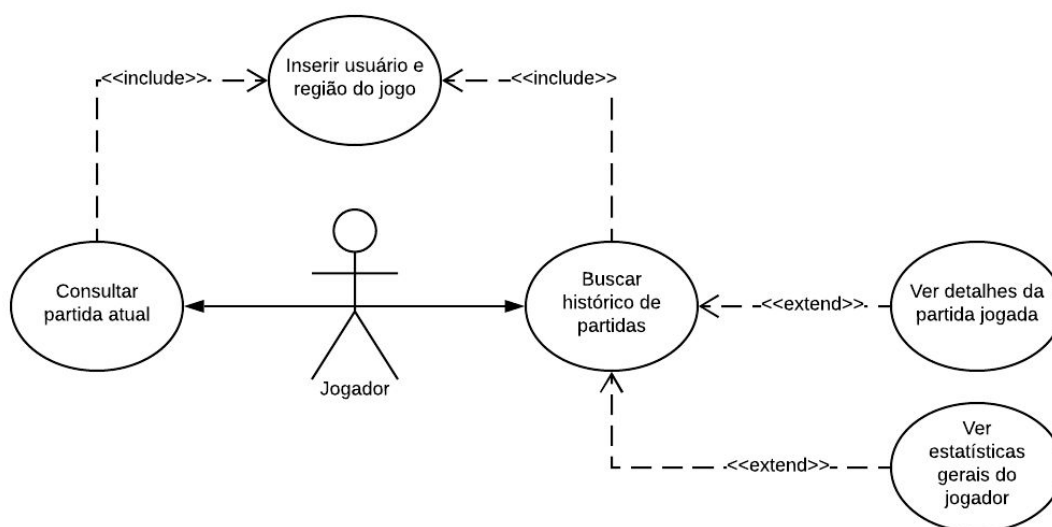 Inserir usuário e
região do jogo
<<include>>
<<include>>
Consultar
partida atual
Jogador
Buscar
histórico de
partidas
<<extend>>
Ver detalhes da
partida jogada
<<extend>>
Ver
estatísticas
gerais do
jogador